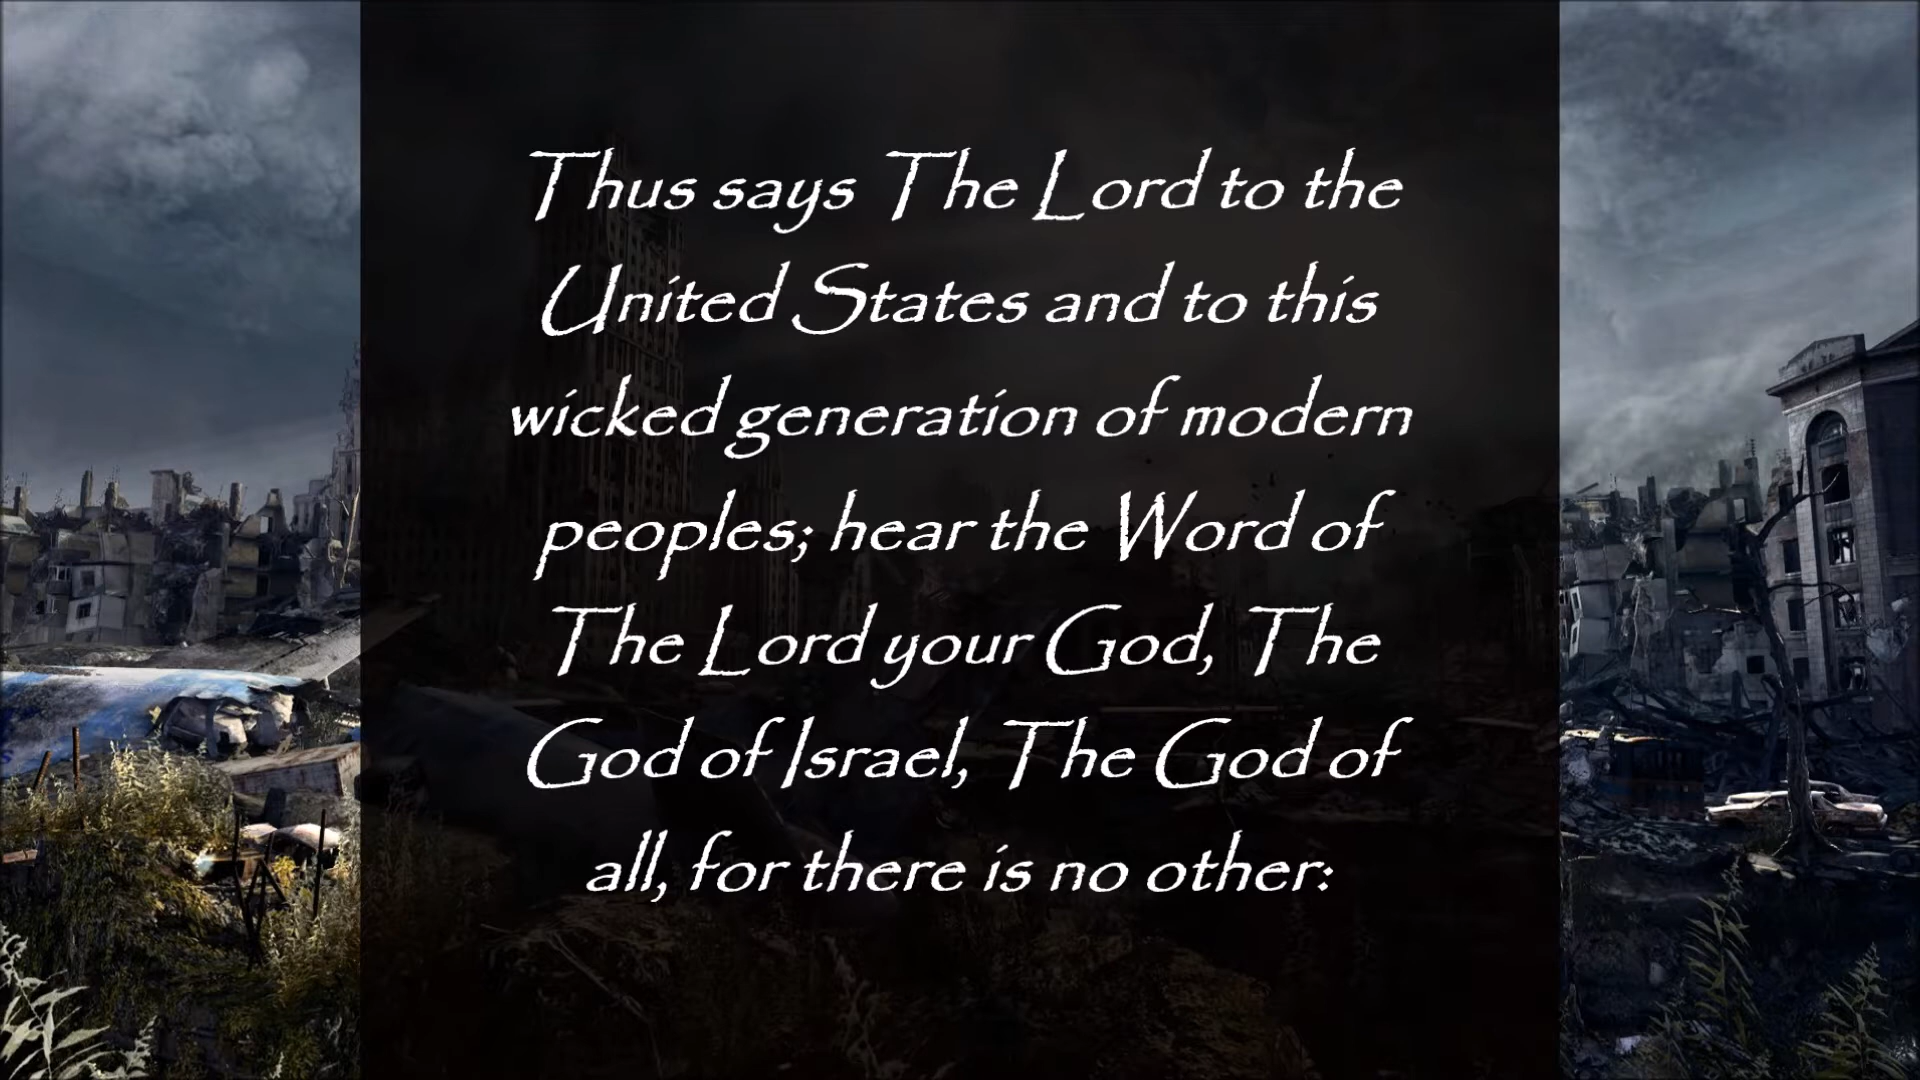 Thus says The Lord to the
United States and to this
wicked generation of modern
peoples; hear the Word of
The Lord your God, The
God of Israel, The God of
all, for there is no other: